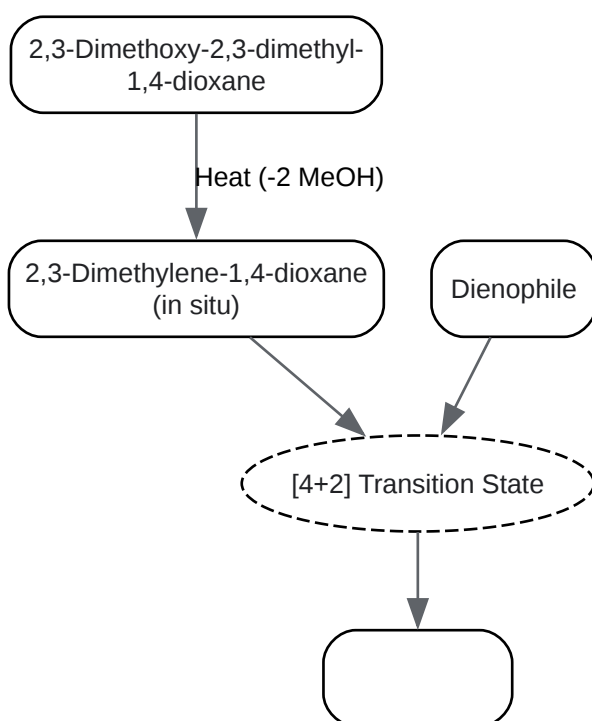 2,3-Dimethoxy-2,3-dimethyl-
1,4-dioxane
Heat (-2 MeOH)
2,3-Dimethylene-1,4-dioxane
(in situ)
Dienophile
[4+2] Transition State